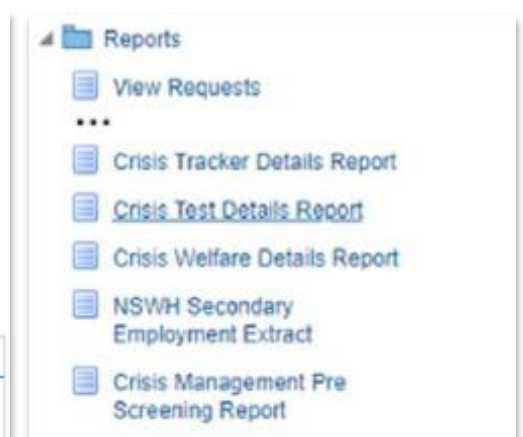 Reports
View Requests
...
Crisis Tracker Details Report
Crisis Test Details Report
Crisis Welfare Details Report
NSWH Secondary
Employment Extract
Crisis Management Pre
Screening Report